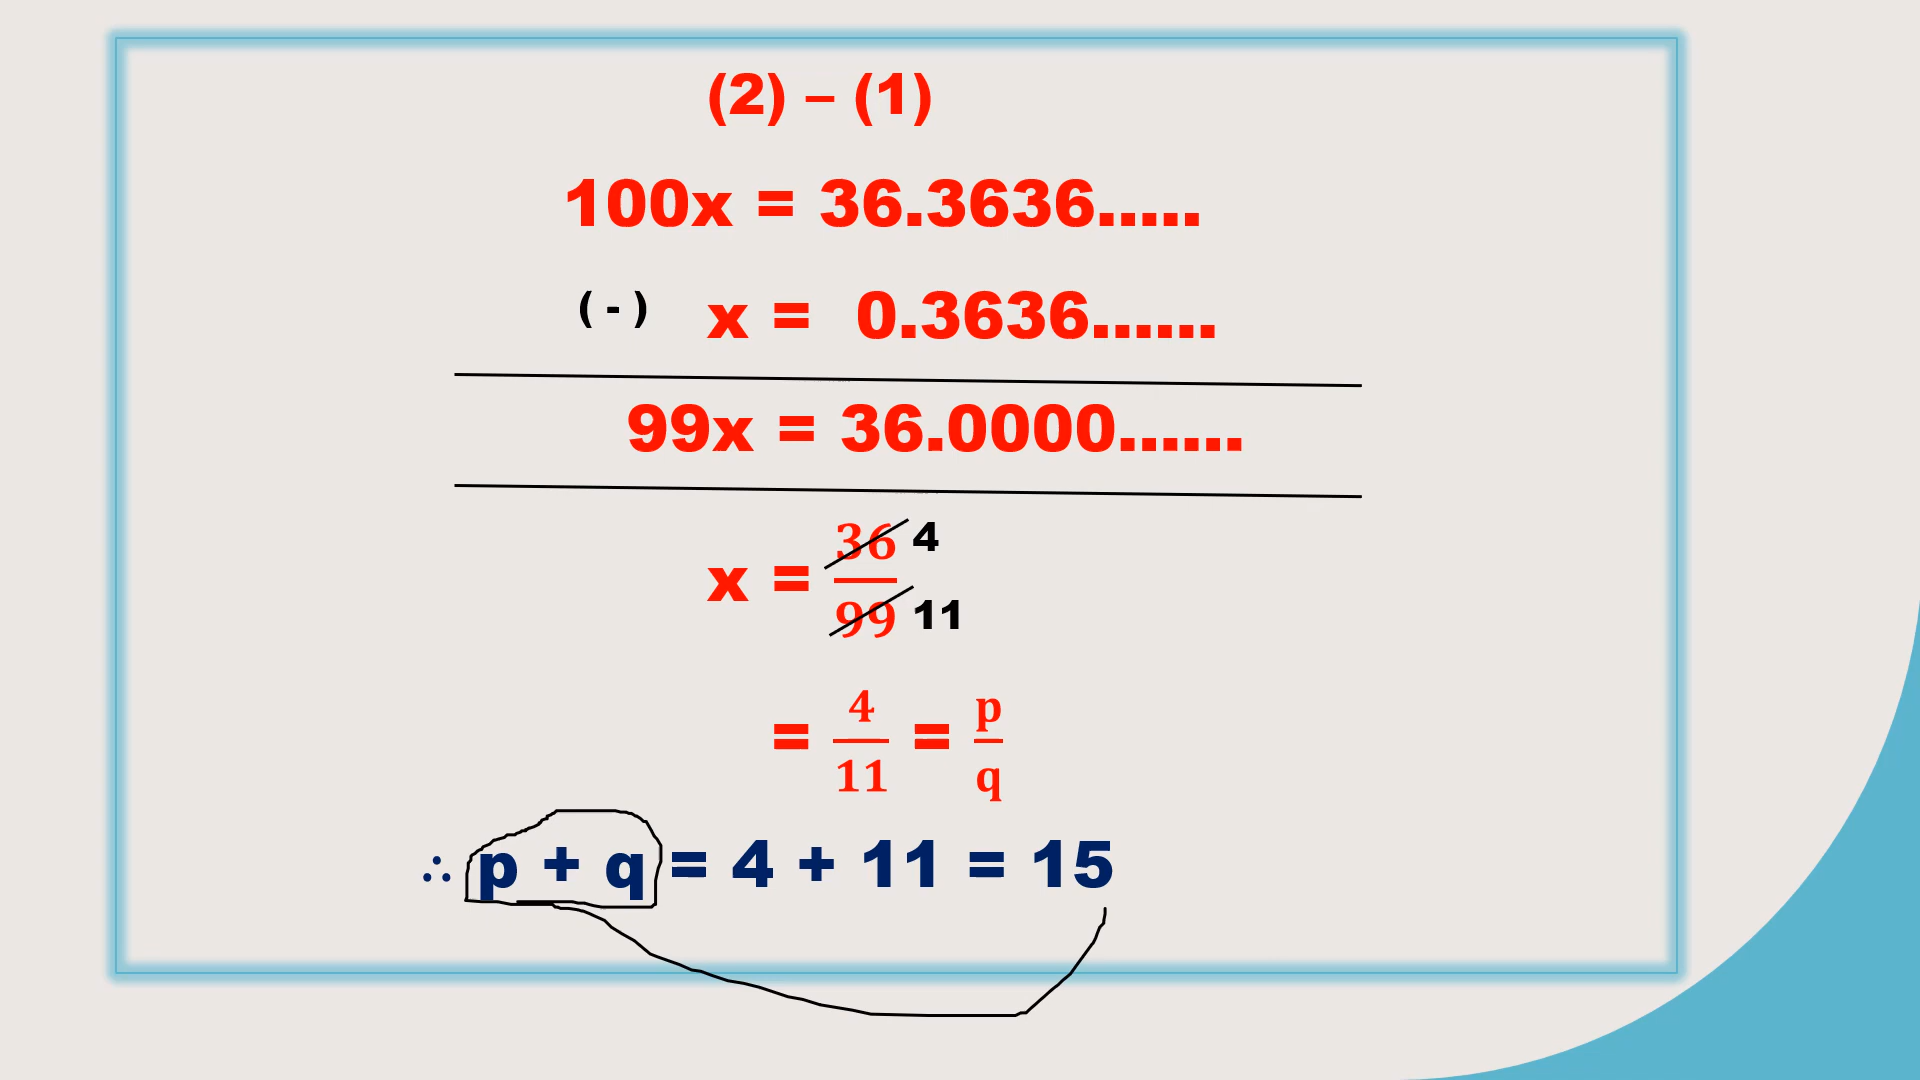 (2) – (1)
100x = 36.3636.....
( - ) x = 0.3636......
99x = 36.0000......
x = 36/99 4 11
= 4/11 = p/q
∴ p + q = 4 + 11 = 15